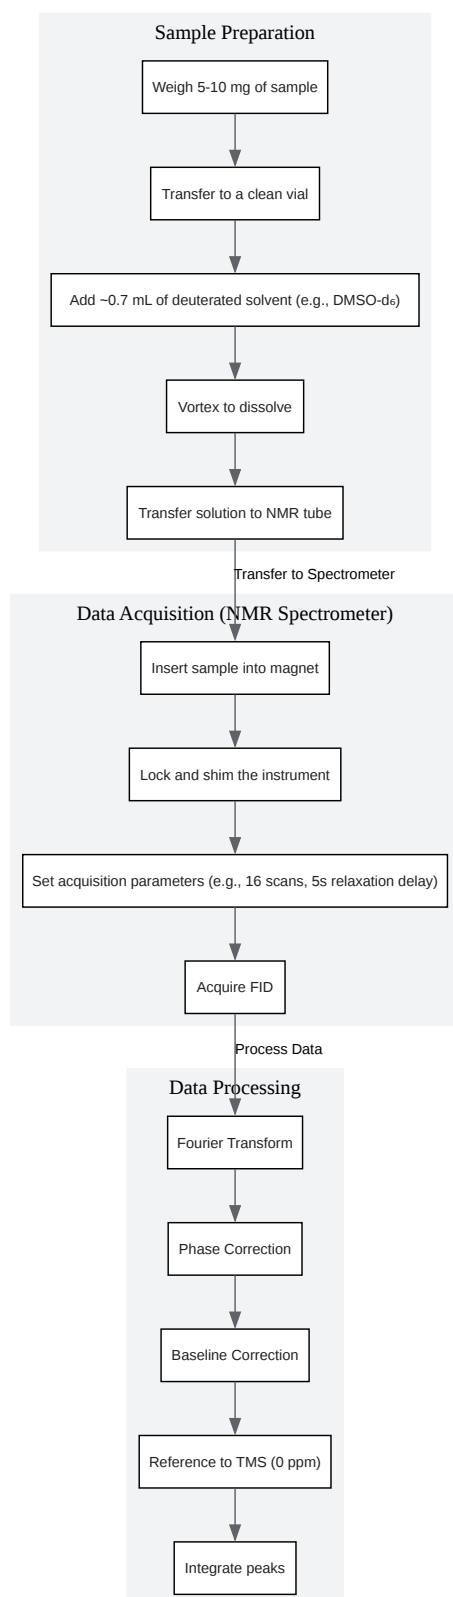 Sample Preparation
Weigh 5-10 mg of sample
Transfer to a clean vial
Add ~0.7 mL of deuterated solvent (e.g., DMSO-d₆)
Vortex to dissolve
Transfer solution to NMR tube
Transfer to Spectrometer
Data Acquisition (NMR Spectrometer)
Insert sample into magnet
Lock and shim the instrument
Set acquisition parameters (e.g., 16 scans, 5s relaxation delay)
Acquire FID
Process Data
Data Processing
Fourier Transform
Phase Correction
Baseline Correction
Reference to TMS (0 ppm)
Integrate peaks